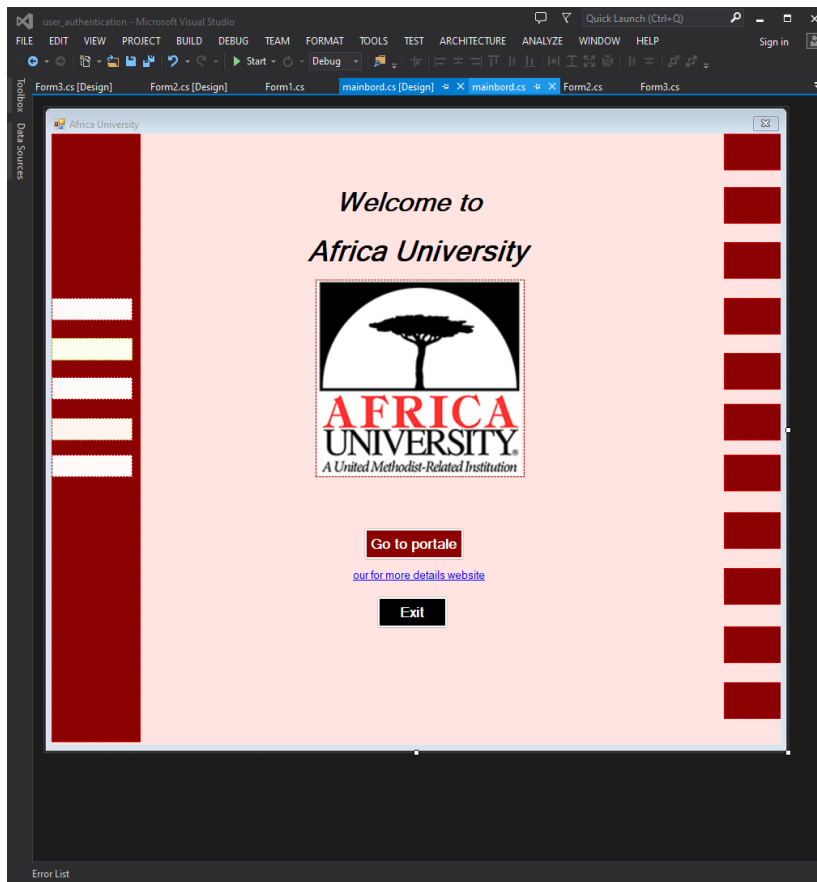 user_authentication - Microsoft Visual Studio
Quick Launch (Ctrl+Q)
FILE EDIT VIEW PROJECT BUILD DEBUG TEAM FORMAT TOOLS TEST ARCHITECTURE ANALYZE WINDOW HELP Sign in
Start Debug
Toolbox
Data Sources
Form3.cs [Design] Form2.cs [Design] Form1.cs mainbord.cs [Design] mainbord.cs Form2.cs Form3.cs
Africa University
Welcome to
Africa University
AFRICA
UNIVERSITY®
A United Methodist-Related Institution
Go to portale
our for more details website
Exit
Error List